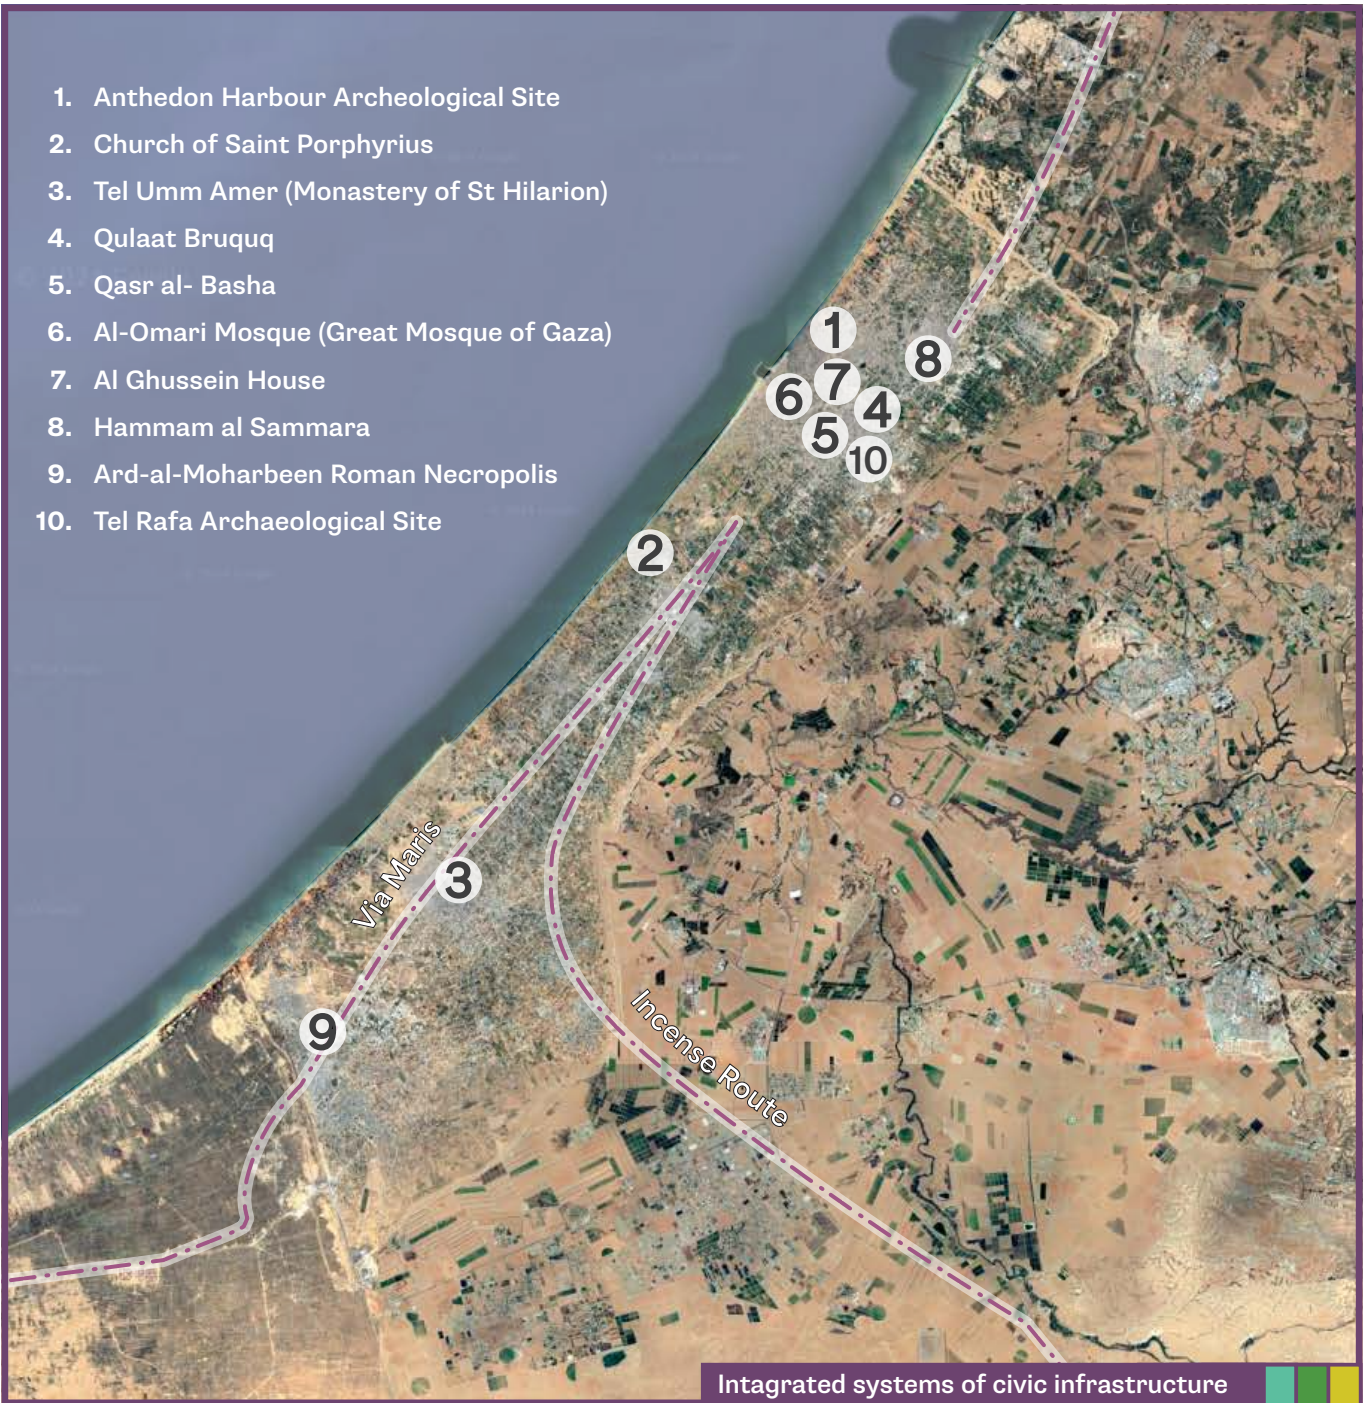 1. Anthedon Harbour Archeological Site
2. Church of Saint Porphyrius
3. Tel Umm Amer (Monastery of St Hilarion)
4. Qulaat Bruquq
5. Qasr al- Basha
6. Al-Omari Mosque (Great Mosque of Gaza)
7. Al Ghussein House
8. Hammam al Sammara
9. Ard-al-Moharbeen Roman Necropolis
10. Tel Rafa Archaeological Site
1
8
7
6
4
5
10
2
Via Maris
3
Incense Route
9
Intagrated systems of civic infrastructure